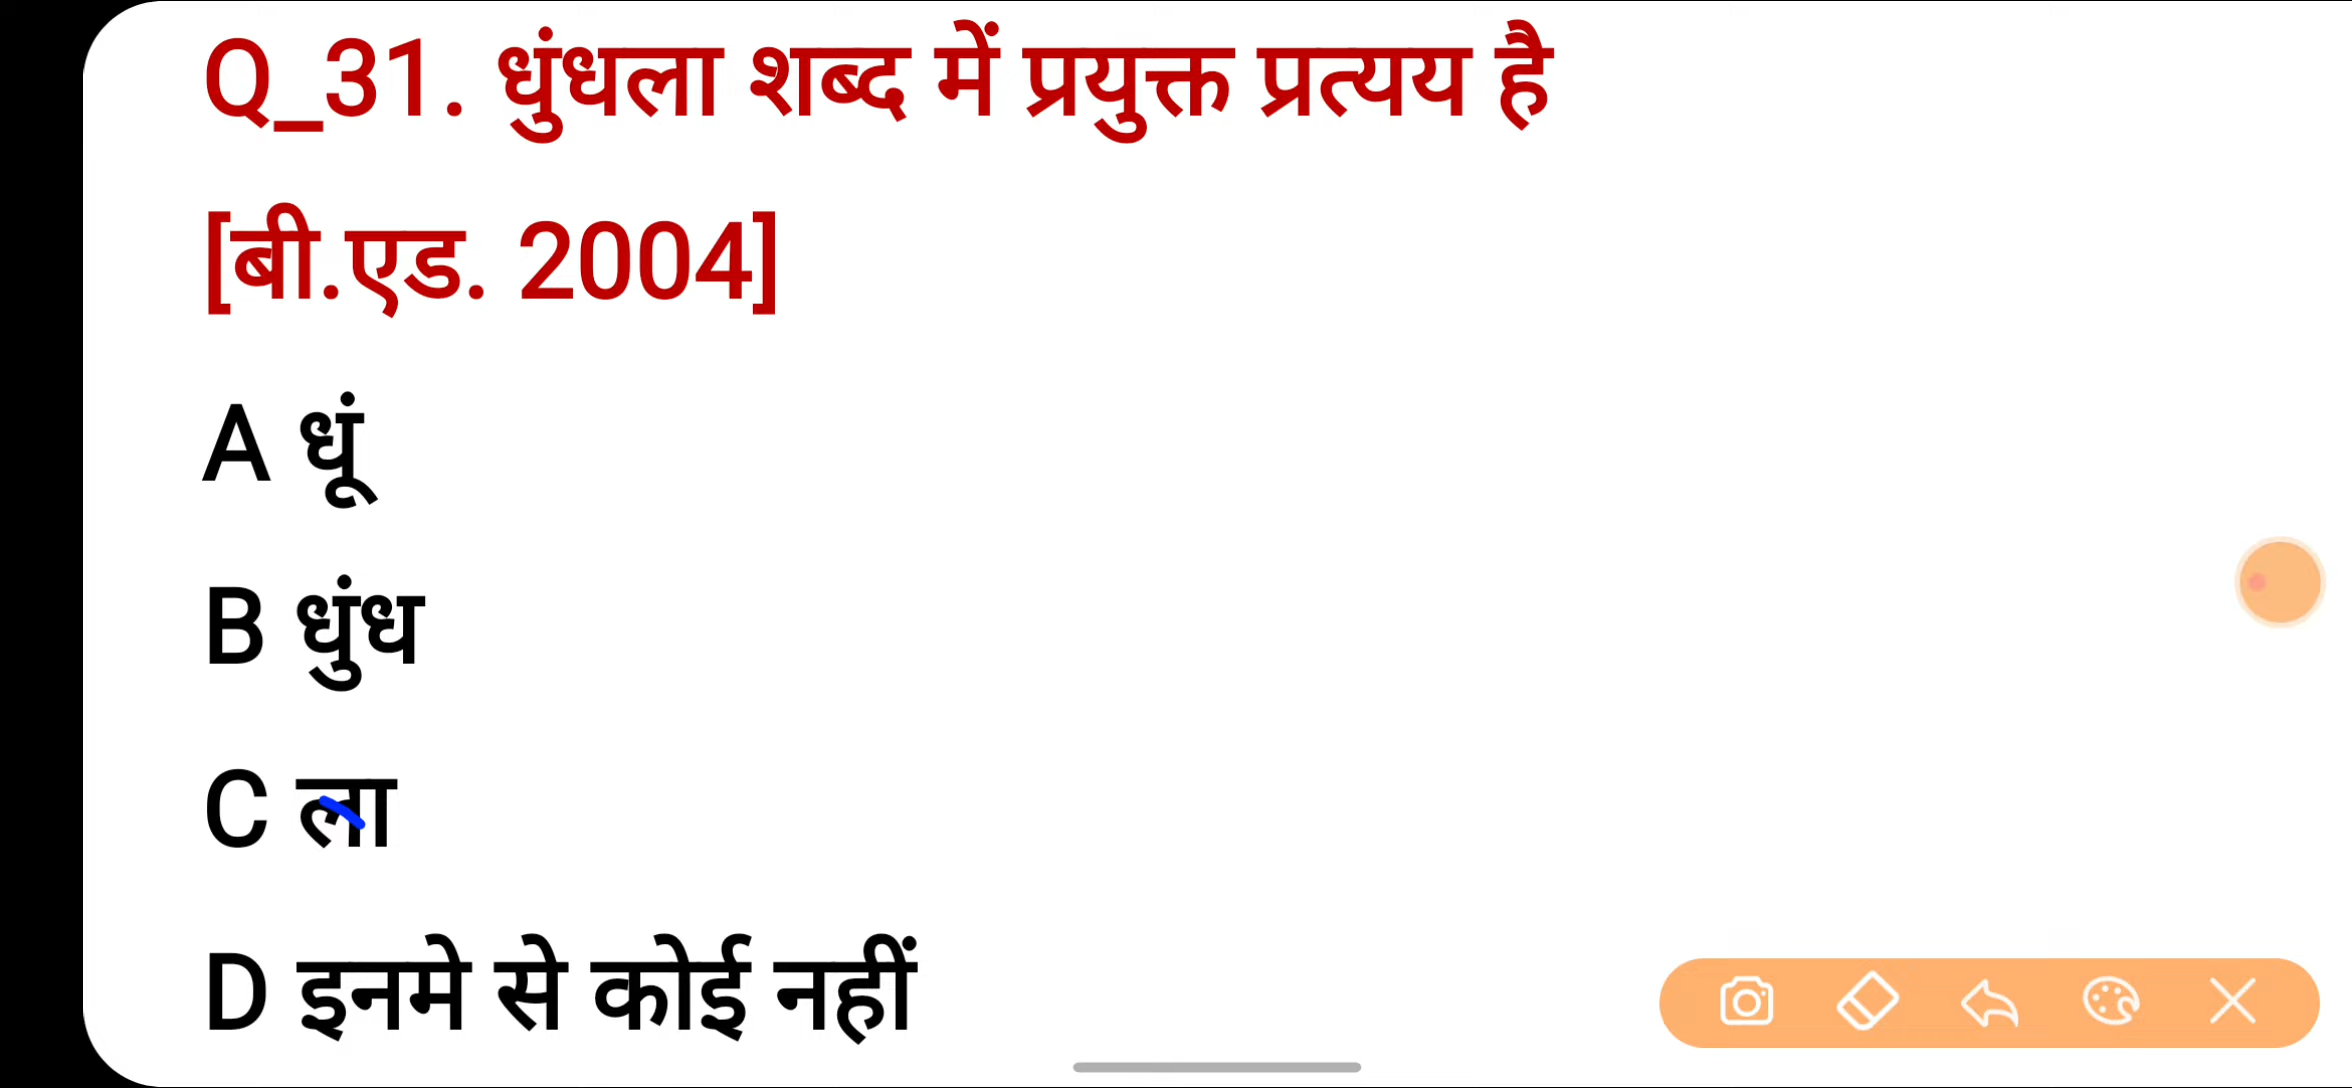 Q_31. धुंधला शब्द में प्रयुक्त प्रत्यय है
[बी.एड. 2004]
A धूं
B धुंध
C ला
D इनमे से कोई नहीं